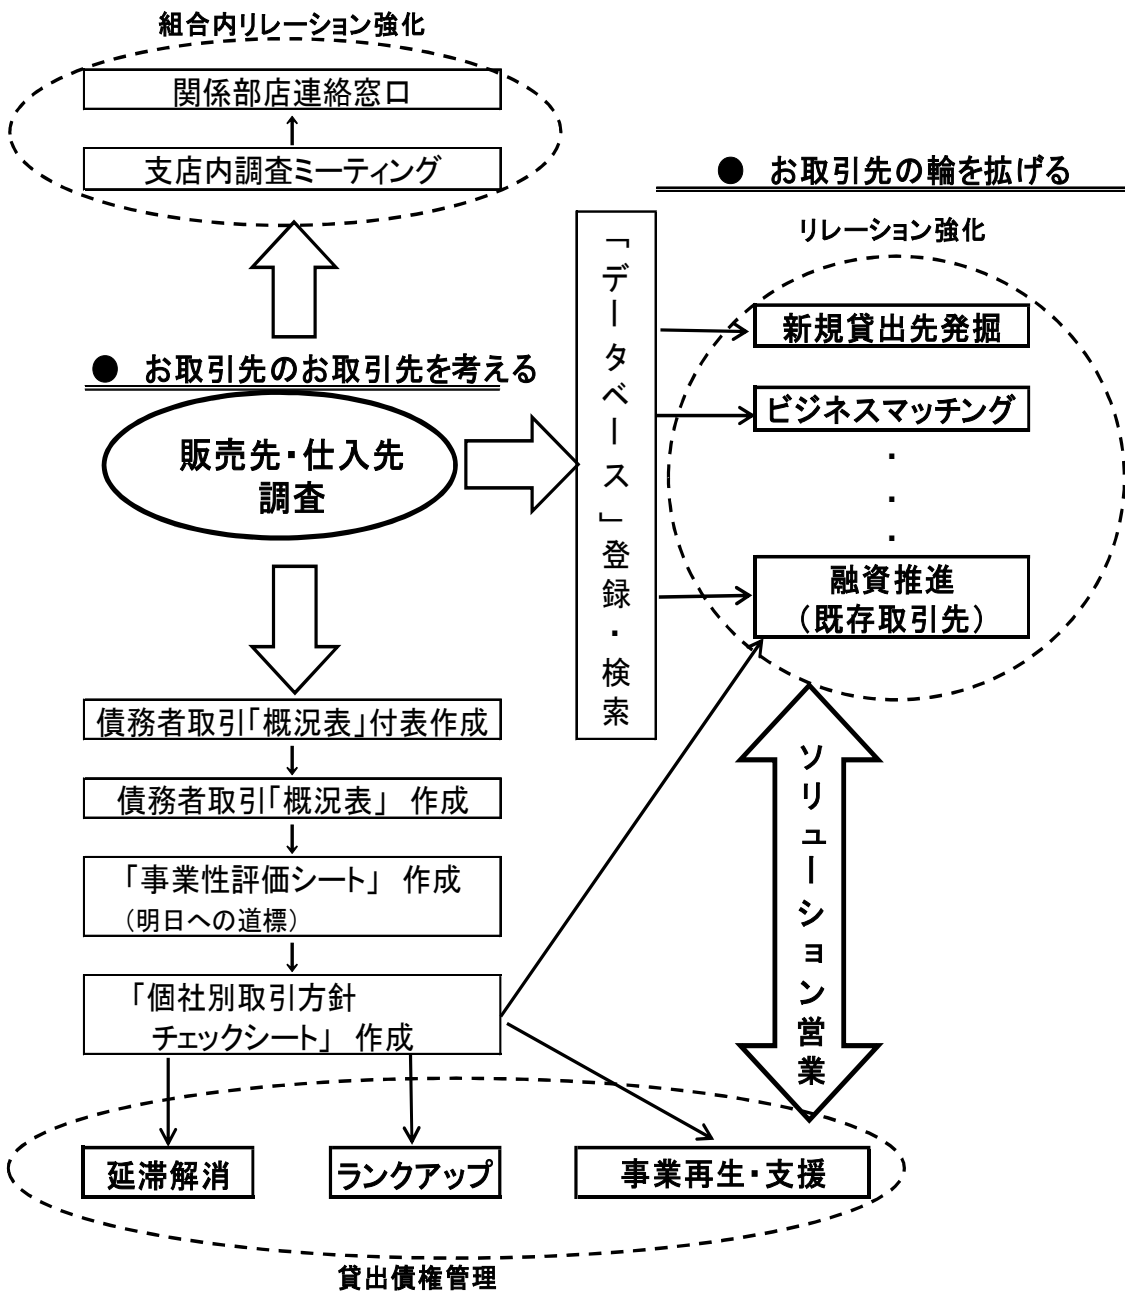 組合内リレーション強化
関係部店連絡窓口
支店内調査ミーティング
● お取引先の輪を拡げる
リレーション強化
「データベース」登録・検索
新規貸出先発掘
ビジネスマッチング
・
・
・
融資推進
（既存取引先）
● お取引先のお取引先を考える
販売先・仕入先
調査
債務者取引「概況表」付表作成
債務者取引「概況表」 作成
「事業性評価シート」 作成
（明日への道標）
「個社別取引方針
チェックシート」 作成
ソリューション営業
延滞解消
ランクアップ
事業再生・支援
貸出債権管理